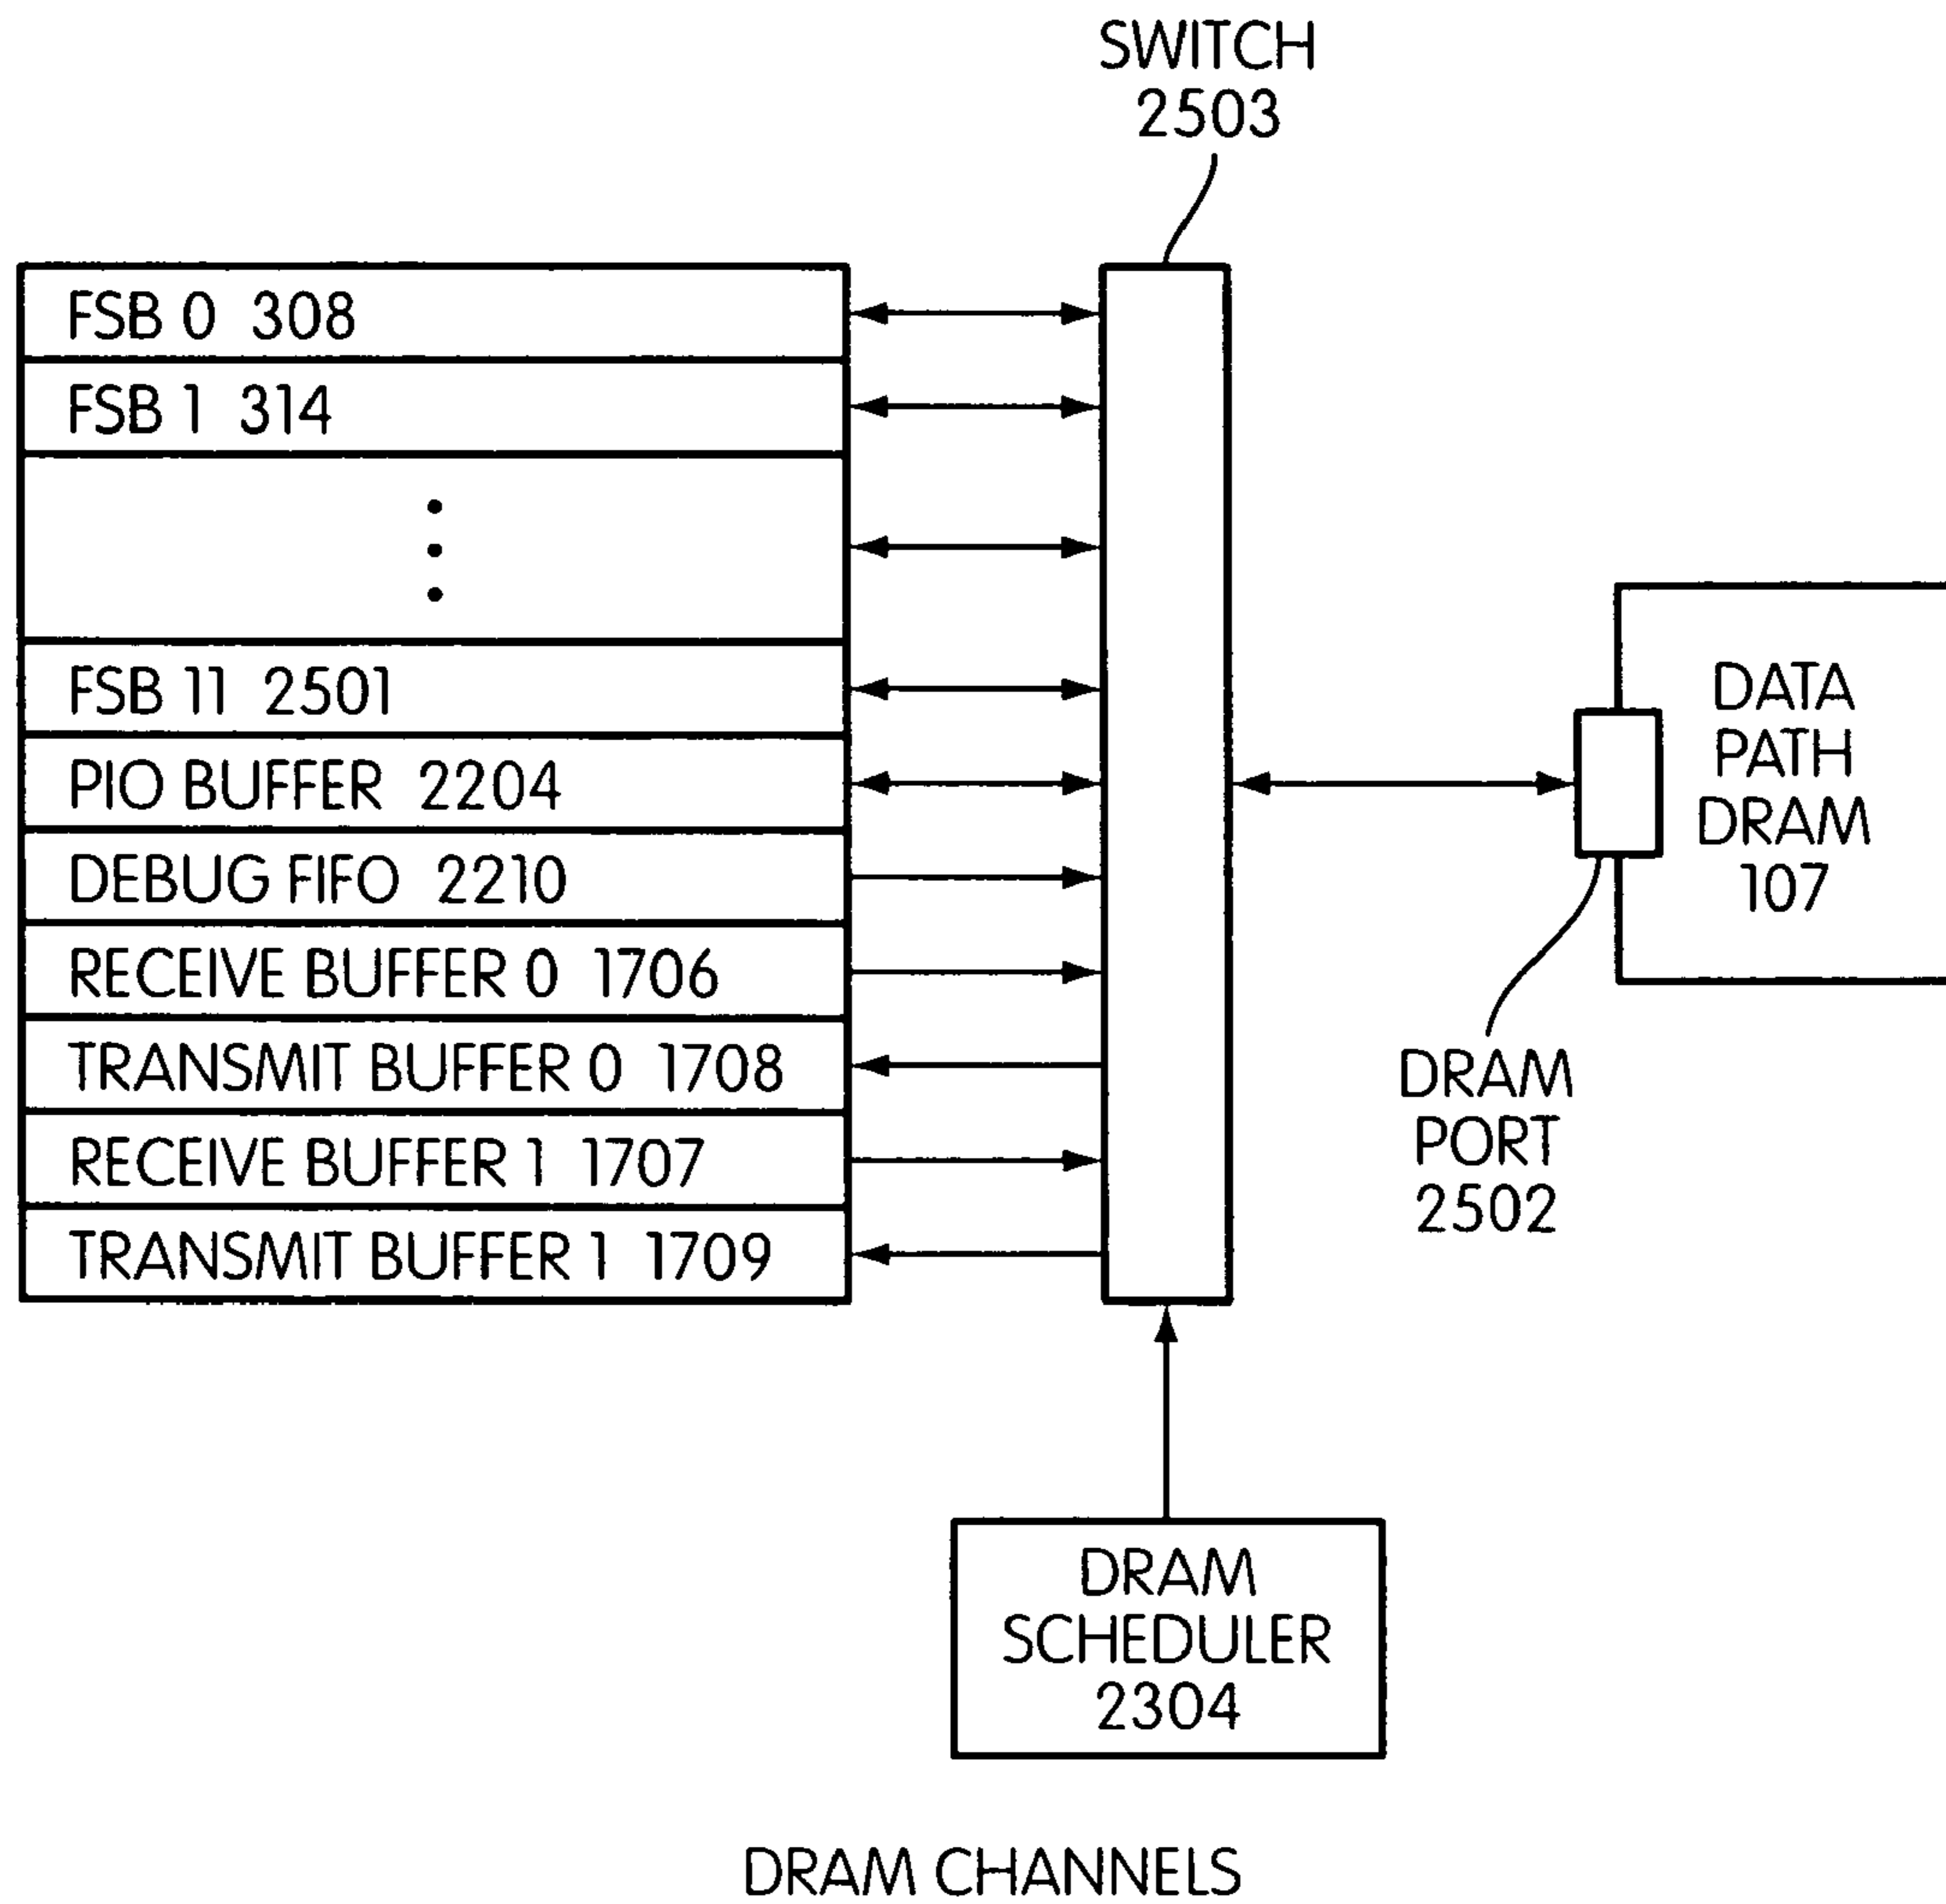 SWITCH
2503
FSB 0 308
FSB 1 314
FSB 11 2501
PIO BUFFER 2204
DEBUG FIFO 2210
RECEIVE BUFFER 0 1706
TRANSMIT BUFFER 0 1708
RECEIVE BUFFER 1 1707
TRANSMIT BUFFER 1 1709
DATA
PATH
DRAM
107
DRAM
PORT
2502
DRAM
SCHEDULER
2304
DRAM CHANNELS